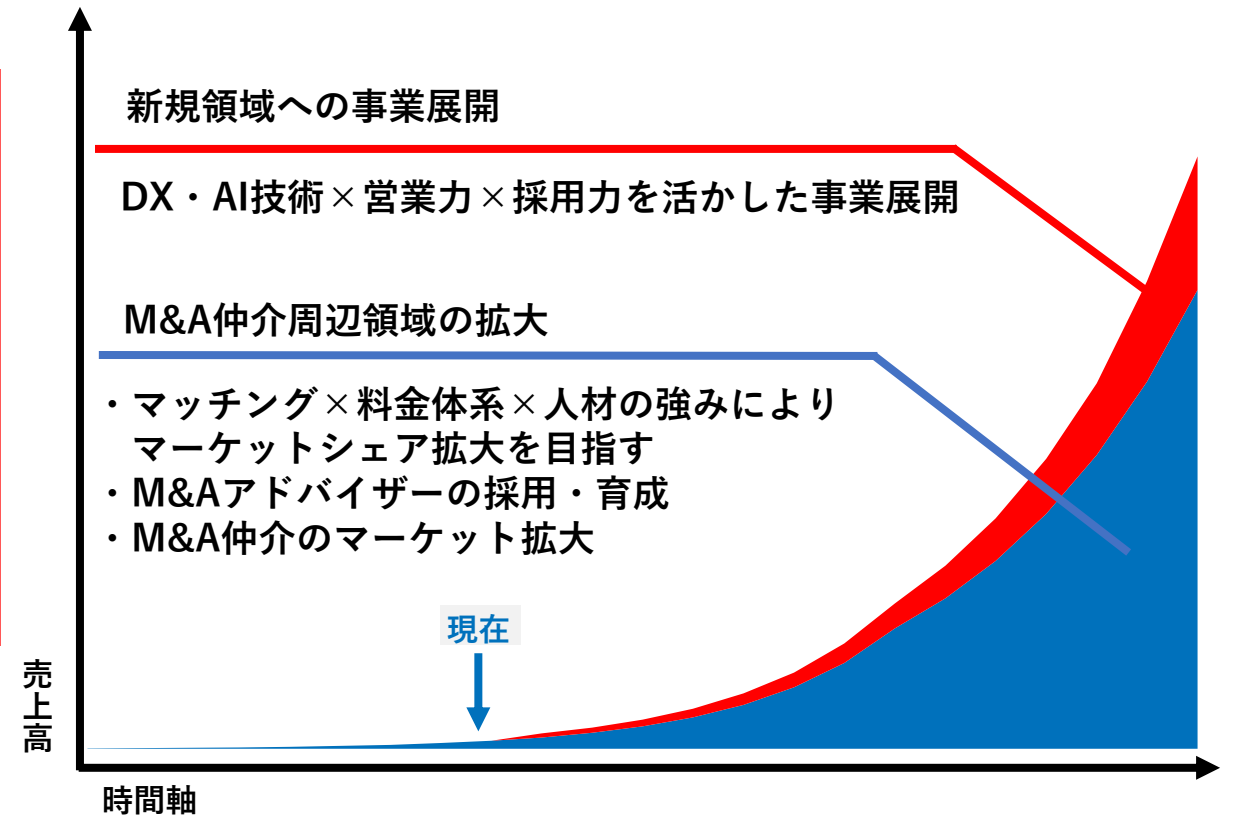 新規領域への事業展開
DX・AI技術×営業力×採用力を活かした事業展開
M&A仲介周辺領域の拡大
・マッチング×料金体系×人材の強みにより
マーケットシェア拡大を目指す
・M&Aアドバイザーの採用・育成
・M&A仲介のマーケット拡大
現在
売上高
時間軸